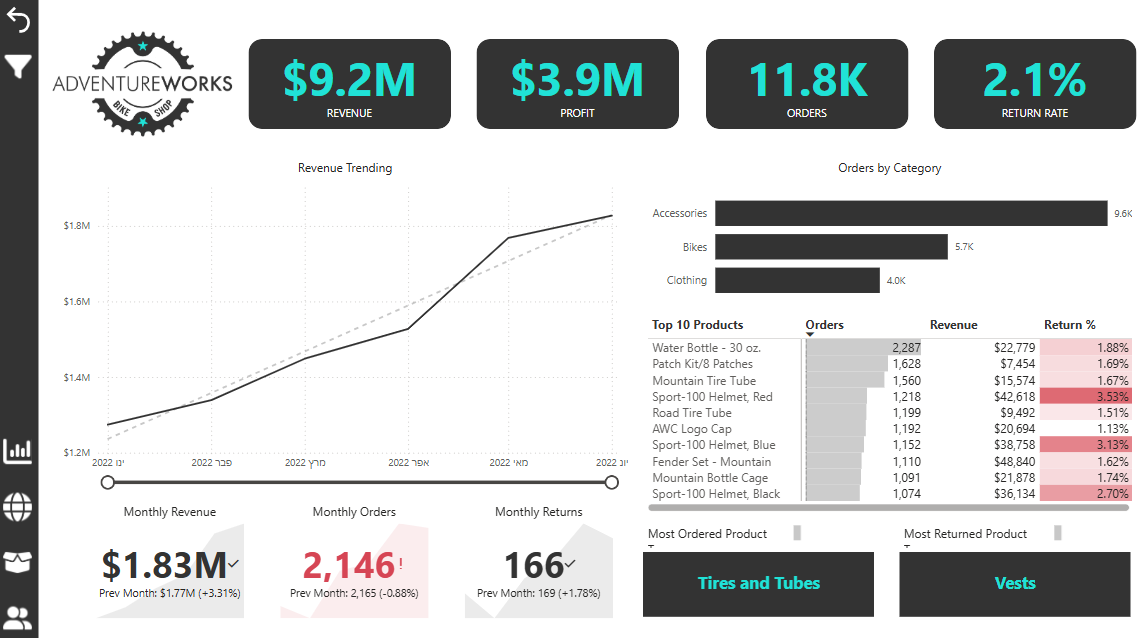 ADVENTUREWORKS
BIKE SHOP
$9.2M
REVENUE
$3.9M
PROFIT
11.8K
ORDERS
2.1%
RETURN RATE
Revenue Trending
$1.8M
$1.6M
$1.4M
$1.2M
ינו 2022
פבר 2022
מרץ 2022
אפר 2022
מאי 2022
יונ 2022
Orders by Category
Accessories 9.6K
Bikes 5.7K
Clothing 4.0K
Top 10 Products Orders Revenue Return %
Water Bottle - 30 oz. 2,287 $22,779 1.88%
Patch Kit/8 Patches 1,628 $7,454 1.69%
Mountain Tire Tube 1,560 $15,574 1.67%
Sport-100 Helmet, Red 1,218 $42,618 3.53%
Road Tire Tube 1,199 $9,492 1.51%
AWC Logo Cap 1,192 $20,694 1.13%
Sport-100 Helmet, Blue 1,152 $38,758 3.13%
Fender Set - Mountain 1,110 $48,840 1.62%
Mountain Bottle Cage 1,091 $21,878 1.74%
Sport-100 Helmet, Black 1,074 $36,134 2.70%
Monthly Revenue
$1.83M
Prev Month: $1.77M (+3.31%)
Monthly Orders
2,146!
Prev Month: 2,165 (-0.88%)
Monthly Returns
166
Prev Month: 169 (+1.78%)
Most Ordered Product
Tires and Tubes
Most Returned Product
Vests